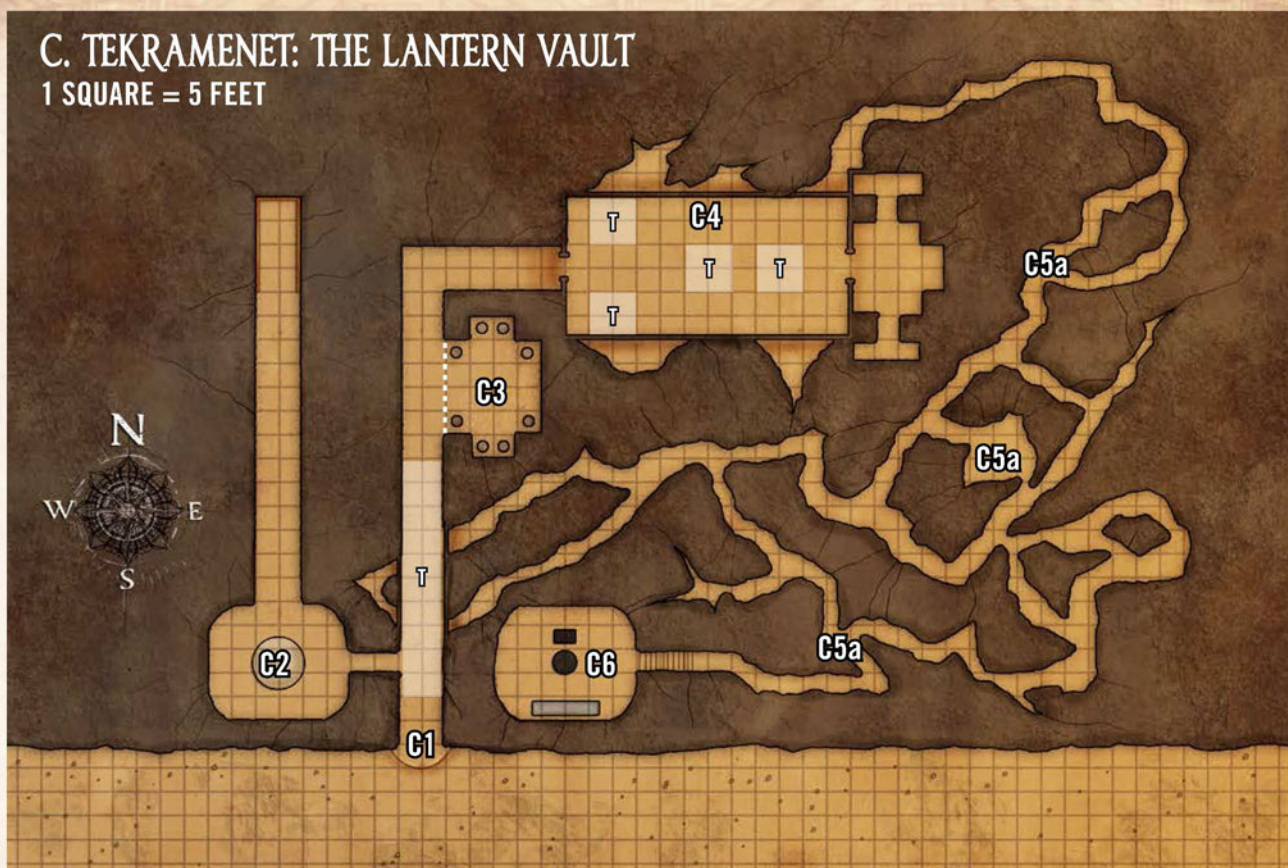 C. TEKRAMENET: THE LANTERN VAULT
1 SQUARE = 5 FEET
T
C4
T
T
T
C5a
C3
N
W
E
S
C5a
T
C2
C6
C5a
C1